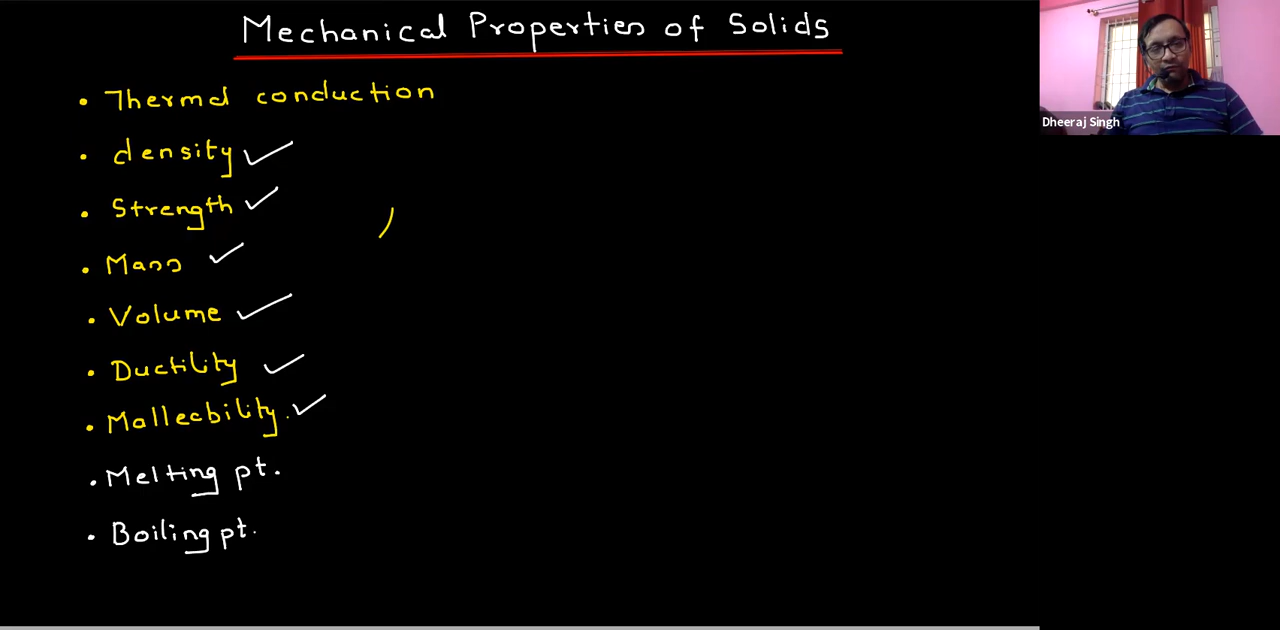 Mechanical Properties of Solids
• Thermal conduction
• density ✓
• Strength ✓
• Mass ✓
• Volume ✓
• Ductility ✓
• Malleability. ✓
• Melting pt.
• Boiling pt.
Dheeraj Singh